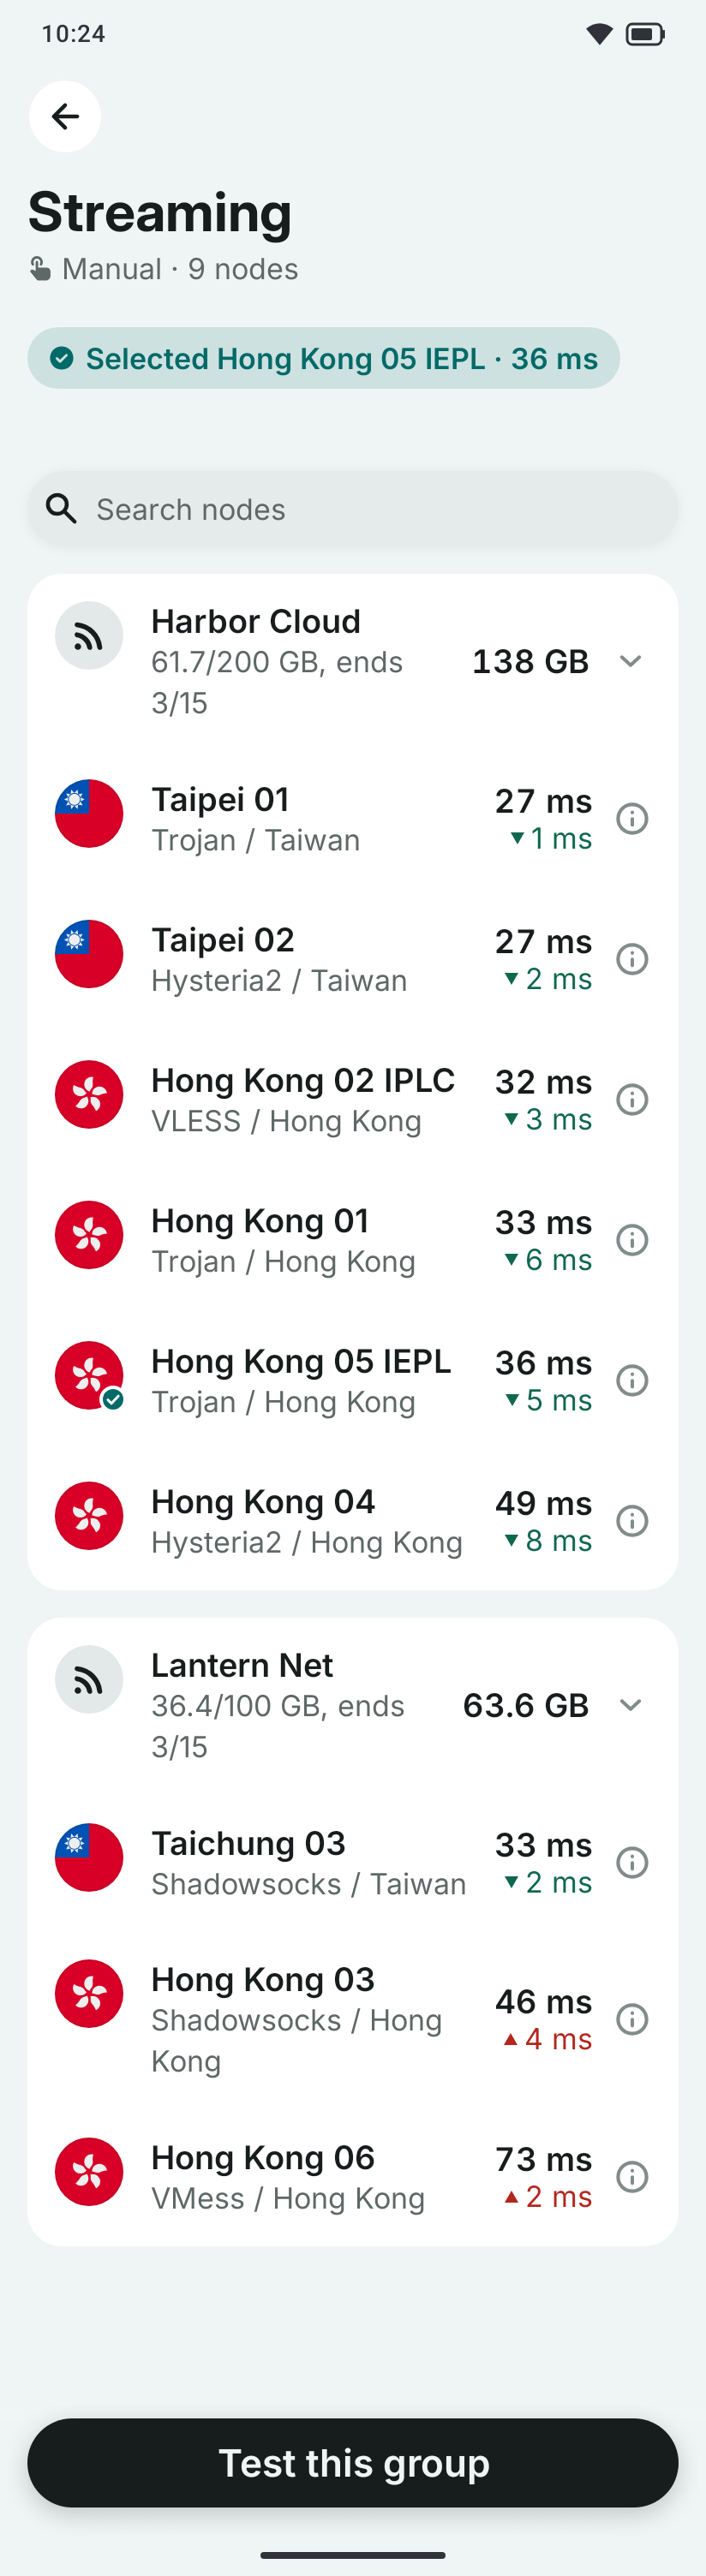 10:24
Streaming
Manual · 9 nodes
Selected Hong Kong 05 IEPL · 36 ms
Search nodes
Harbor Cloud
61.7/200 GB, ends
3/15
138 GB
Taipei 01
Trojan / Taiwan
27 ms
▼1 ms
Taipei 02
Hysteria2 / Taiwan
27 ms
▼2 ms
Hong Kong 02 IPLC
VLESS / Hong Kong
32 ms
▼3 ms
Hong Kong 01
Trojan / Hong Kong
33 ms
▼6 ms
Hong Kong 05 IEPL
Trojan / Hong Kong
36 ms
▼5 ms
Hong Kong 04
Hysteria2 / Hong Kong
49 ms
▼8 ms
Lantern Net
36.4/100 GB, ends
3/15
63.6 GB
Taichung 03
Shadowsocks / Taiwan
33 ms
▼2 ms
Hong Kong 03
Shadowsocks / Hong
Kong
46 ms
▲4 ms
Hong Kong 06
VMess / Hong Kong
73 ms
▲2 ms
Test this group